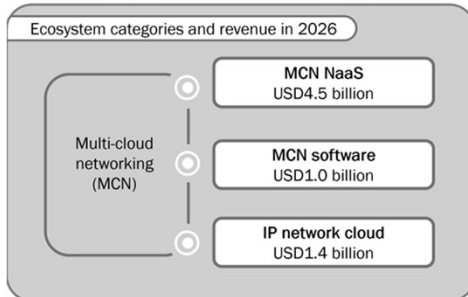 Ecosystem categories and revenue in 2026
Multi-cloud
networking
(MCN)
MCN NaaS
USD4.5 billion
MCN software
USD1.0 billion
IP network cloud
USD1.4 billion